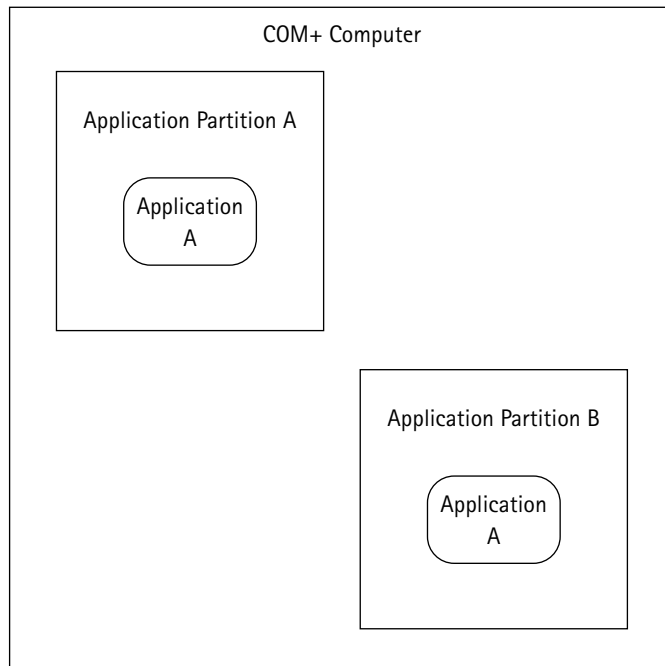 COM+ Computer
Application Partition A
Application
A
Application Partition B
Application
A